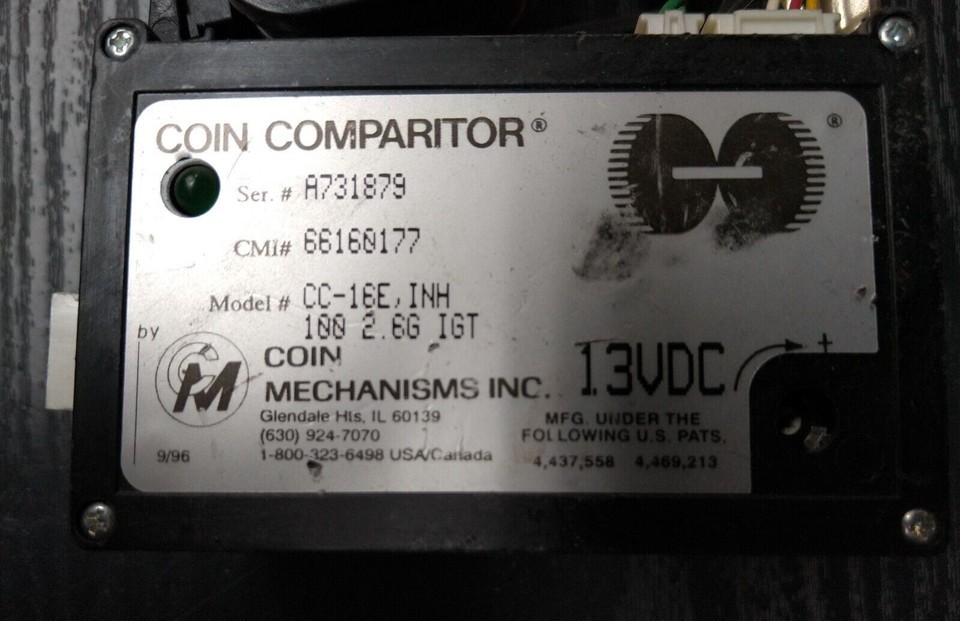 COIN COMPARITOR®
®
Ser. # A731879
CMI# 66160177
Model # CC-16E,INH
100 2.6G IGT
by
CM
COIN
MECHANISMS INC.
13VDC
+
Glendale Hts, IL 60139
(630) 924-7070
1-800-323-6498 USA/Canada
9/96
MFG. UNDER THE
FOLLOWING U.S. PATS.
4,437,558 4,469,213